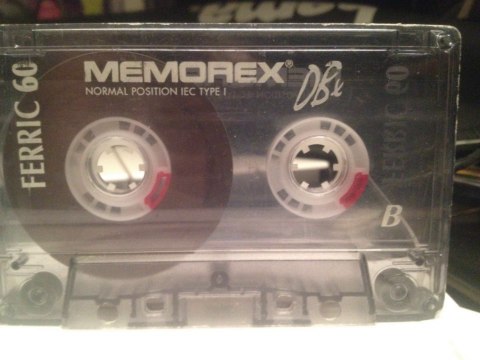 MEMOREX®
DBx
NORMAL POSITION IEC TYPE I
FERRIC 60
FERRIC 60
B